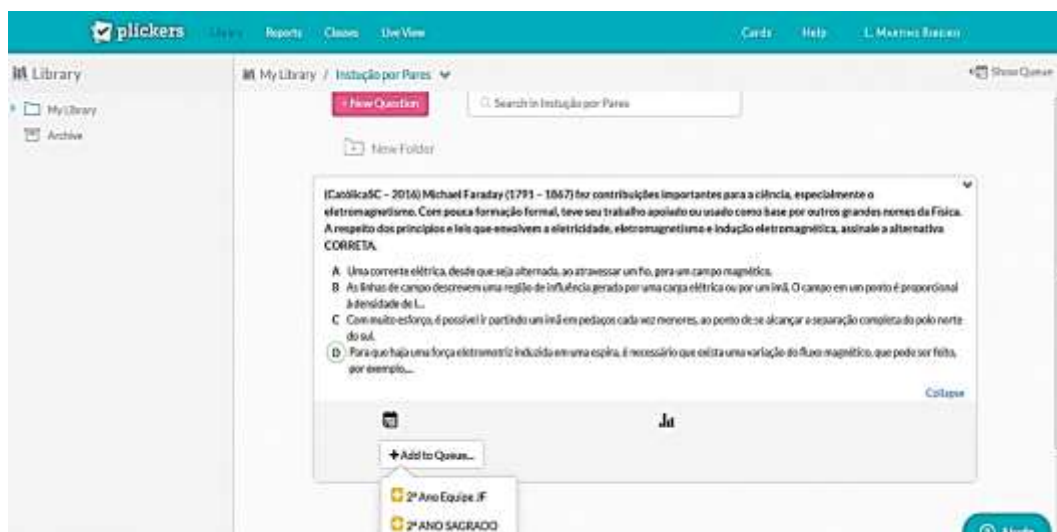 plickers Library Reports Classes Live View Cards Help
Library
My Library / Instução por Pares
Show Queue
My Library
Archive
+ New Question
Search in Instução por Pares
New Folder
(CatólicaSC – 2016) Michael Faraday (1791 – 1867) fez contribuições importantes para a ciência, especialmente o
eletromagnetismo. Com pouca formação formal, teve seu trabalho apoiado ou usado como base por outros grandes nomes da Física.
A respeito dos princípios e leis que envolvem a eletricidade, eletromagnetismo e indução eletromagnética, assinale a alternativa
CORRETA.
A Uma corrente elétrica, desde que seja alternada, ao atravessar um fio, gera um campo magnético.
B As linhas de campo descrevem uma região de influência gerada por uma carga elétrica ou por um imã. O campo em um ponto é proporcional
à densidade de l...
C Com muito esforço, é possível ir partindo um imã em pedaços cada vez menores, ao ponto de se alcançar a separação completa do polo norte
do sul.
D Para que haja uma força eletromotriz induzida em uma espira, é necessário que exista uma variação do fluxo magnético, que pode ser feito,
por exemplo,...
Collapse
+Add to Queue...
2º Ano Equipe JF
2º ANO SAGRADO